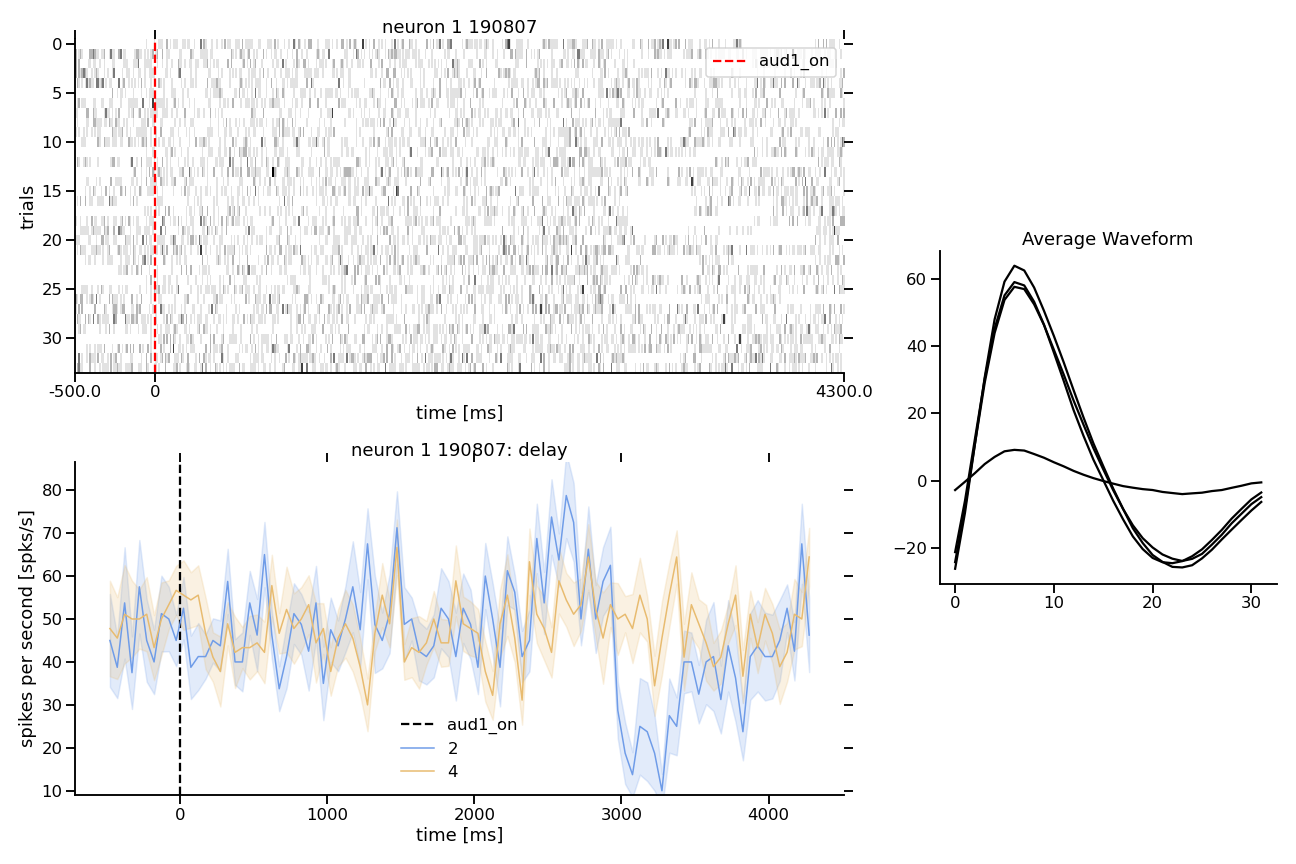 neuron 1 190807
aud1_on
trials
0
5
10
15
20
25
30
-500.0 0 4300.0
time [ms]
neuron 1 190807: delay
spikes per second [spks/s]
80
70
60
50
40
30
20
10
aud1_on
2
4
0 1000 2000 3000 4000
time [ms]
Average Waveform
60
40
20
0
−20
0 10 20 30